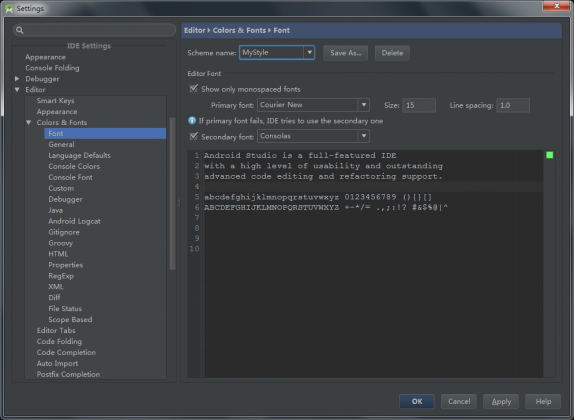 Settings
IDE Settings
Appearance
Console Folding
Debugger
Editor
Smart Keys
Appearance
Colors & Fonts
Font
General
Language Defaults
Console Colors
Console Font
Custom
Debugger
Java
Android Logcat
Gitignore
Groovy
HTML
Properties
RegExp
XML
Diff
File Status
Scope Based
Editor Tabs
Code Folding
Code Completion
Auto Import
Postfix Completion
Editor › Colors & Fonts › Font
Scheme name: MyStyle Save As... Delete
Editor Font
Show only monospaced fonts
Primary font: Courier New Size: 15 Line spacing: 1.0
If primary font fails, IDE tries to use the secondary one
Secondary font: Consolas
1 Android Studio is a full-featured IDE
2 with a high level of usability and outstanding
3 advanced code editing and refactoring support.
4
5 abcdefghijklmnopqrstuvwxyz 0123456789 (){}[]
6 ABCDEFGHIJKLMNOPQRSTUVWXYZ +-*/= .,;:!? #&$%@|^
7
8
9
10
OK Cancel Apply Help